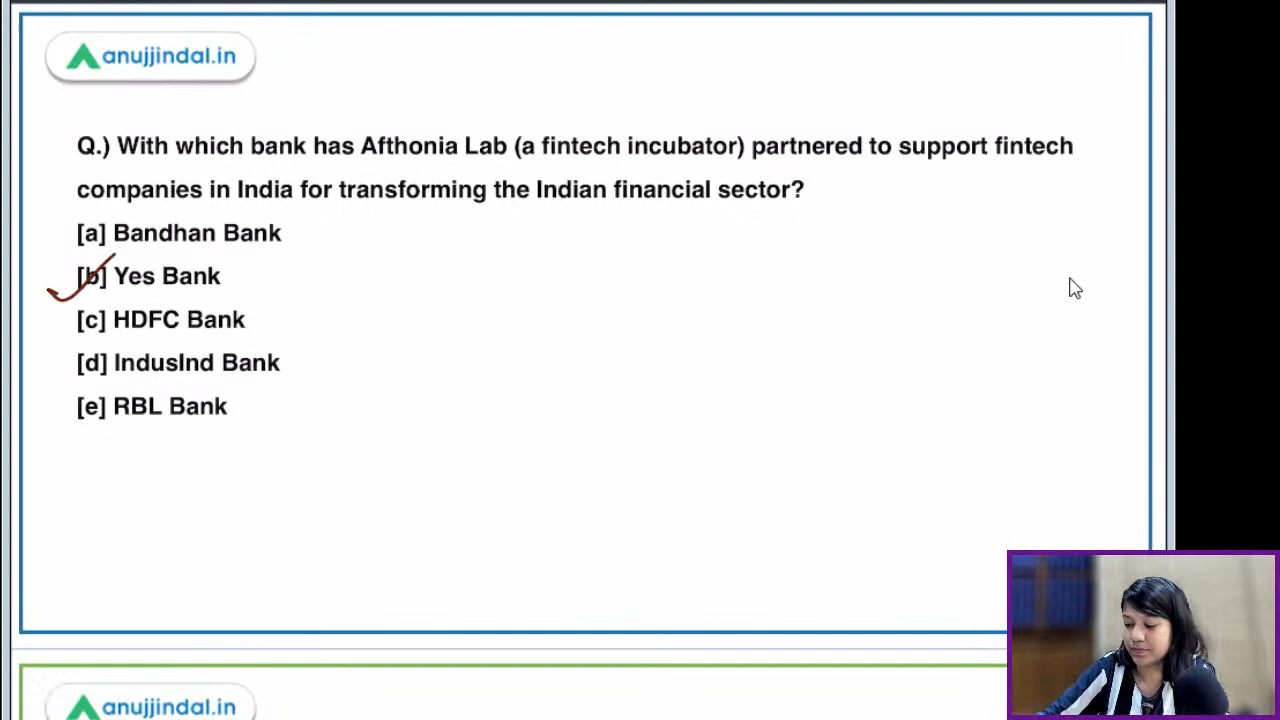 anujjindal.in
Q.) With which bank has Afthonia Lab (a fintech incubator) partnered to support fintech
companies in India for transforming the Indian financial sector?
[a] Bandhan Bank
[b] Yes Bank
[c] HDFC Bank
[d] IndusInd Bank
[e] RBL Bank
anujjindal.in